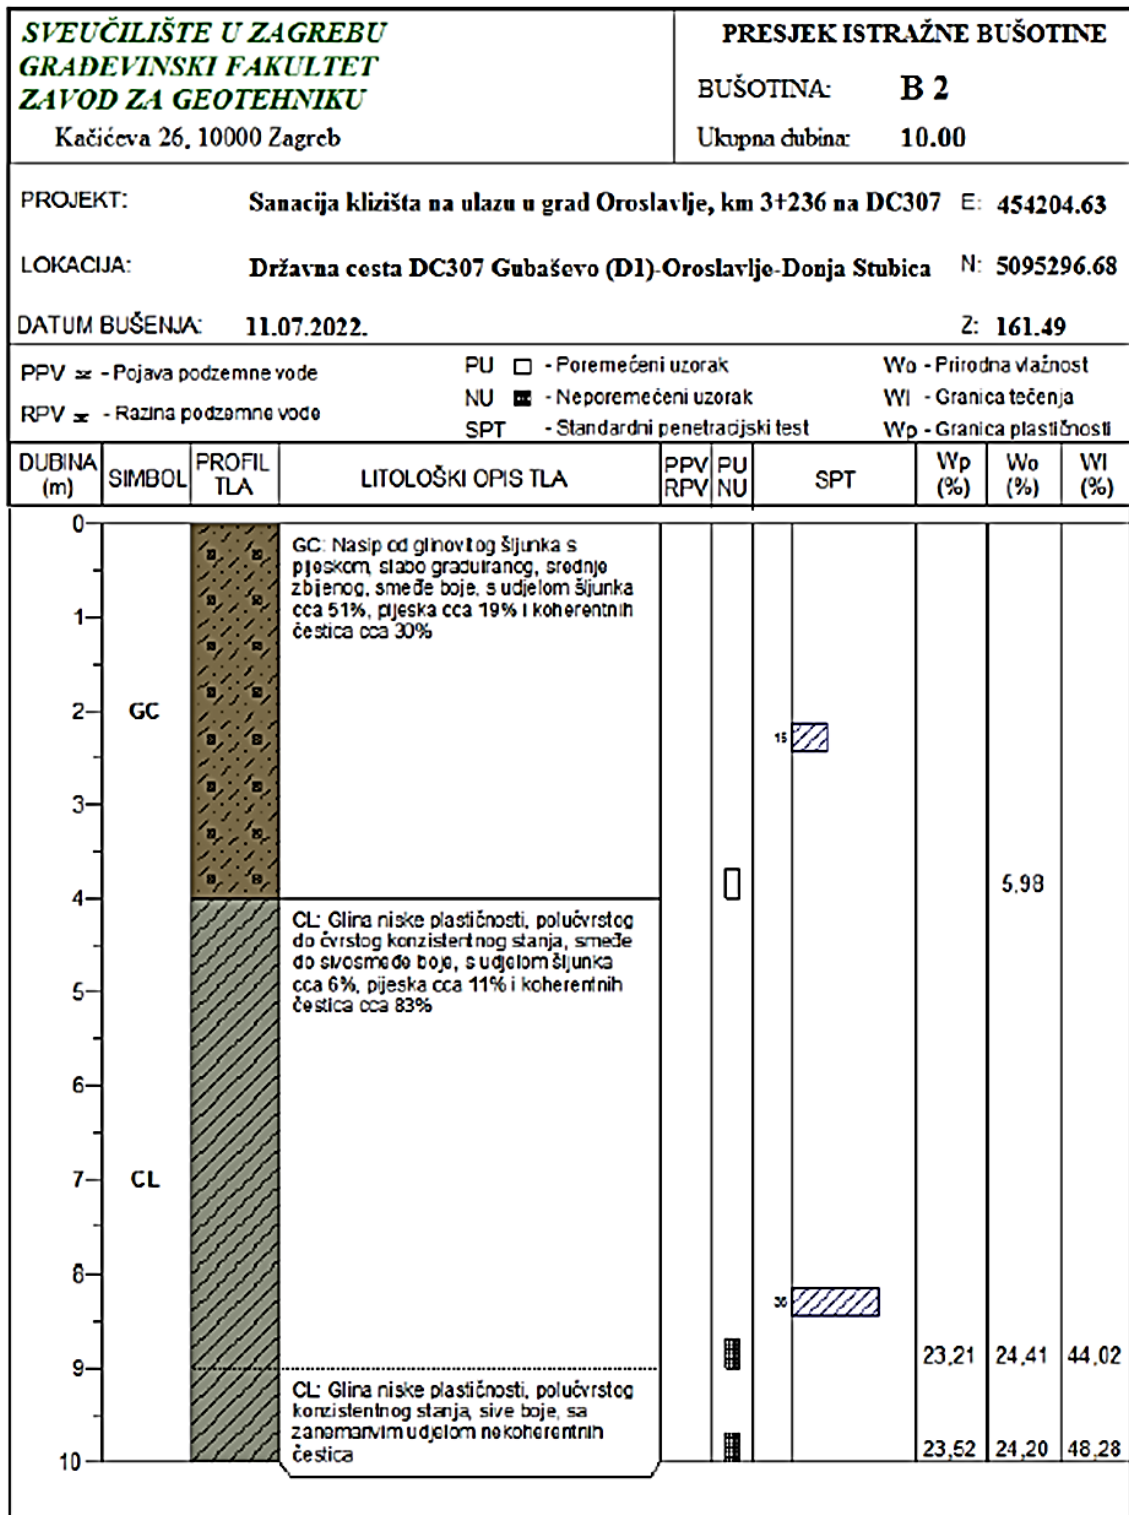 SVEUČILIŠTE U ZAGREBU
GRAĐEVINSKI FAKULTET
ZAVOD ZA GEOTEHNIKU
Kačićeva 26, 10000 Zagreb
PRESJEK ISTRAŽNE BUŠOTINE
BUŠOTINA: B 2
Ukupna dubina: 10.00
PROJEKT: Sanacija klizišta na ulazu u grad Oroslavlje, km 3+236 na DC307 E: 454204.63
LOKACIJA: Državna cesta DC307 Gubaševo (D1)-Oroslavlje-Donja Stubica N: 5095296.68
DATUM BUŠENJA: 11.07.2022. Z: 161.49
PPV - Pojava podzemne vode
RPV - Razina podzemne vode
PU - Poremećeni uzorak
NU - Neporemećeni uzorak
SPT - Standardni penetracijski test
Wo - Prirodna vlažnost
Wl - Granica tečenja
Wp - Granica plastičnosti
DUBINA (m)
SIMBOL
PROFIL TLA
LITOLOŠKI OPIS TLA
PPV RPV
PU NU
SPT
Wp (%)
Wo (%)
Wl (%)
0
GC: Nasip od glinovitog šljunka s
pijeskom, slabo graduiranog, srednje
zbijenog, smeđe boje, s udjelom šljunka
cca 51%, pijeska cca 19% i koherentnih
čestica cca 30%
1
2
GC
15
3
4
5,98
CL: Glina niske plastičnosti, polučvrstog
do čvrstog konzistentnog stanja, smeđe
do sivosmeđe boje, s udjelom šljunka
cca 6%, pijeska cca 11% i koherentnih
čestica cca 83%
5
6
7
CL
8
36
9
23,21 24,41 44,02
CL: Glina niske plastičnosti, polučvrstog
konzistentnog stanja, sive boje, sa
zanemarivim udjelom nekoherentnih
čestica
10
23,52 24,20 48,28